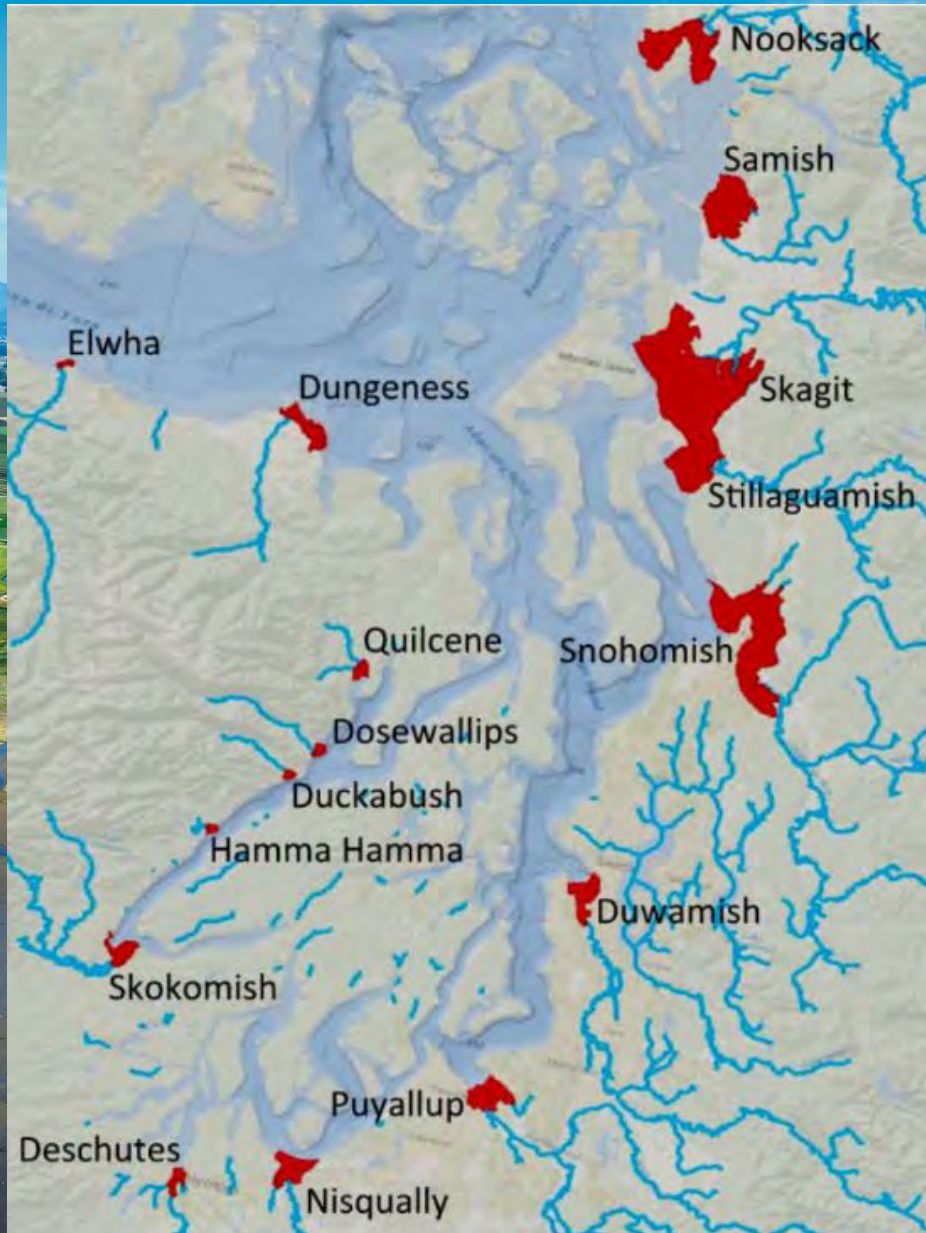 Nooksack
Samish
Elwha
Dungeness
Skagit
Stillaguamish
Quilcene
Snohomish
Dosewallips
Duckabush
Hamma Hamma
Duwamish
Skokomish
Puyallup
Deschutes
Nisqually